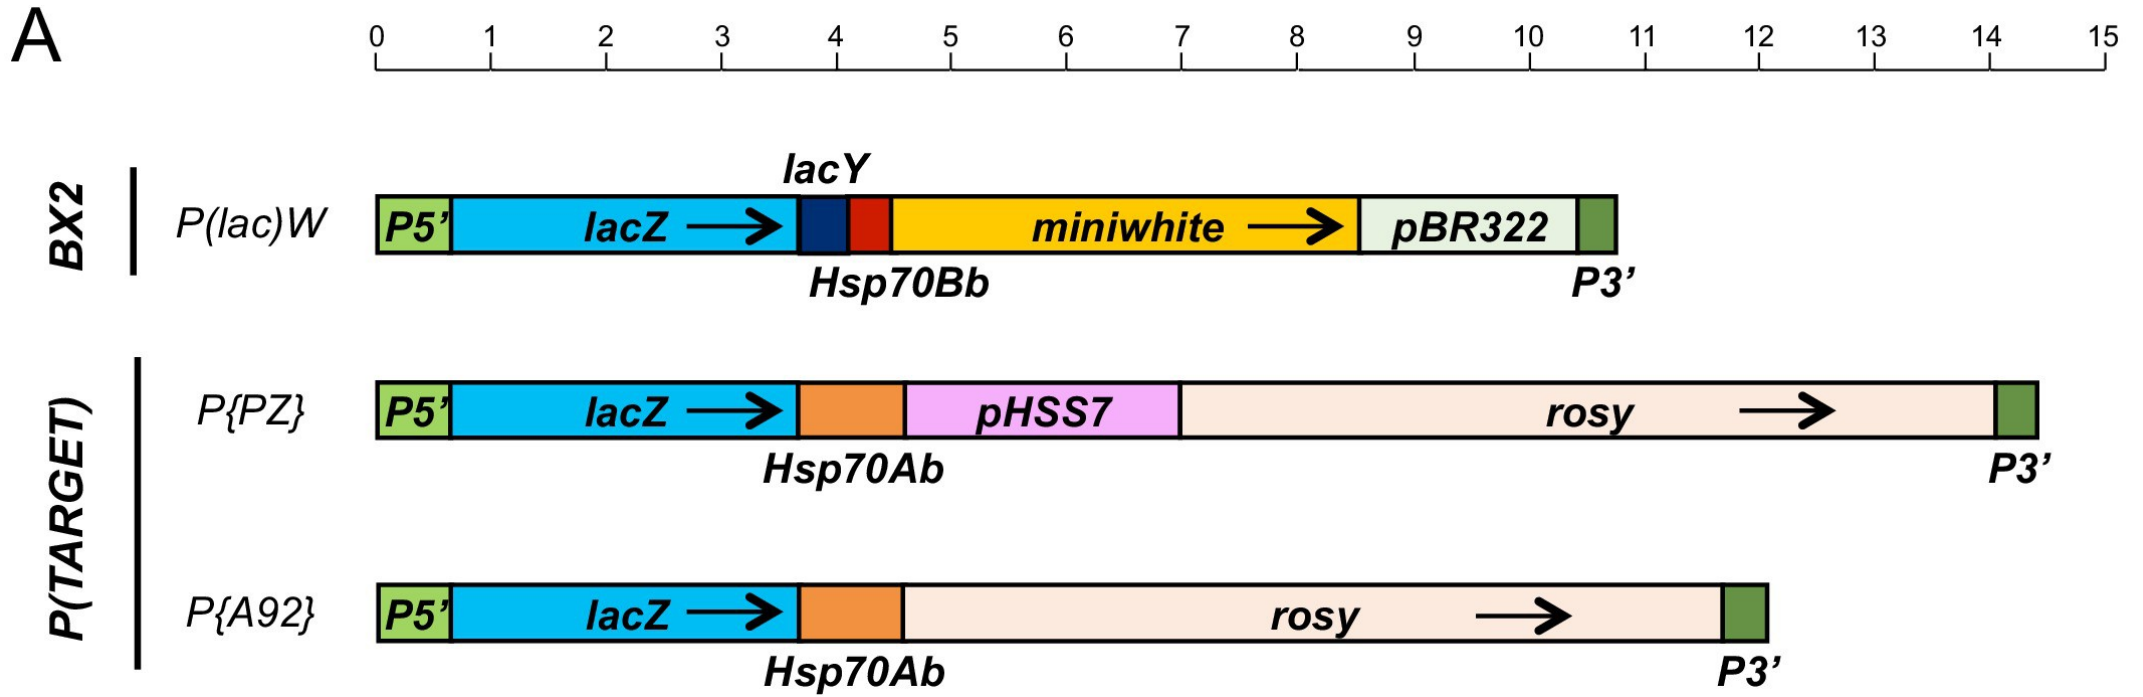 A
0 1 2 3 4 5 6 7 8 9 10 11 12 13 14 15
BX2
P(lac)W
lacY
P5’ lacZ miniwhite pBR322
Hsp70Bb P3’
P(TARGET)
P{PZ}
P5’ lacZ pHSS7 rosy
Hsp70Ab P3’
P{A92}
P5’ lacZ rosy
Hsp70Ab P3’